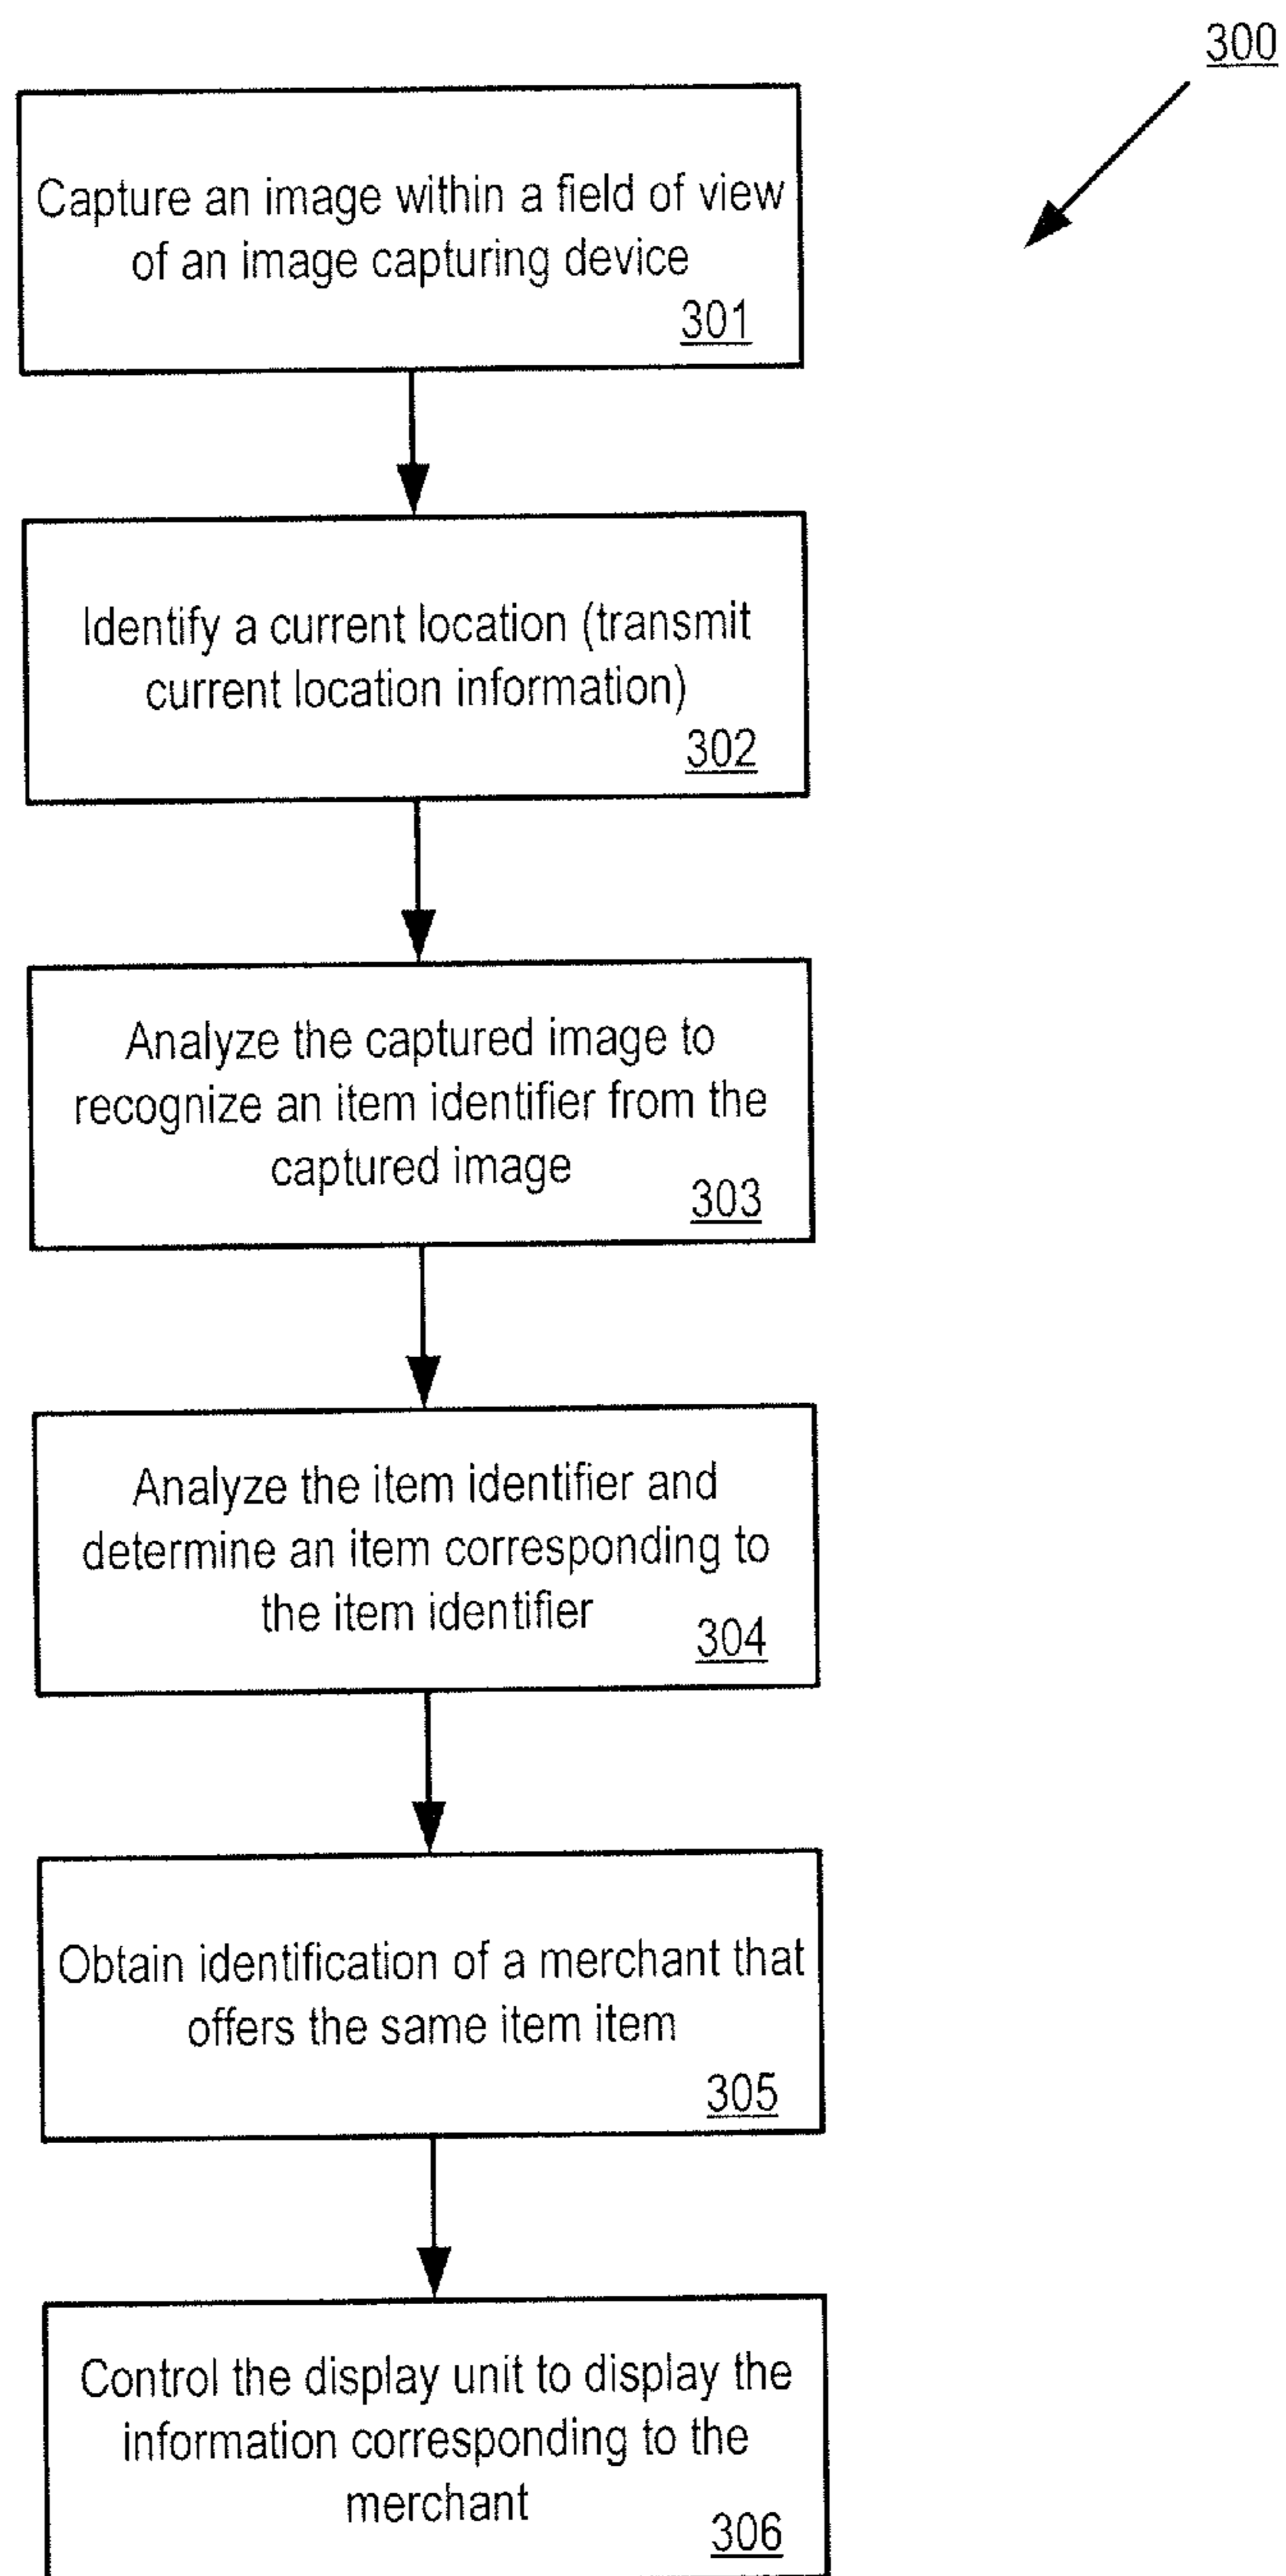 300
Capture an image within a field of view
of an image capturing device
301
Identify a current location (transmit
current location information)
302
Analyze the captured image to
recognize an item identifier from the
captured image
303
Analyze the item identifier and
determine an item corresponding to
the item identifier
304
Obtain identification of a merchant that
offers the same item item
305
Control the display unit to display the
information corresponding to the
merchant
306